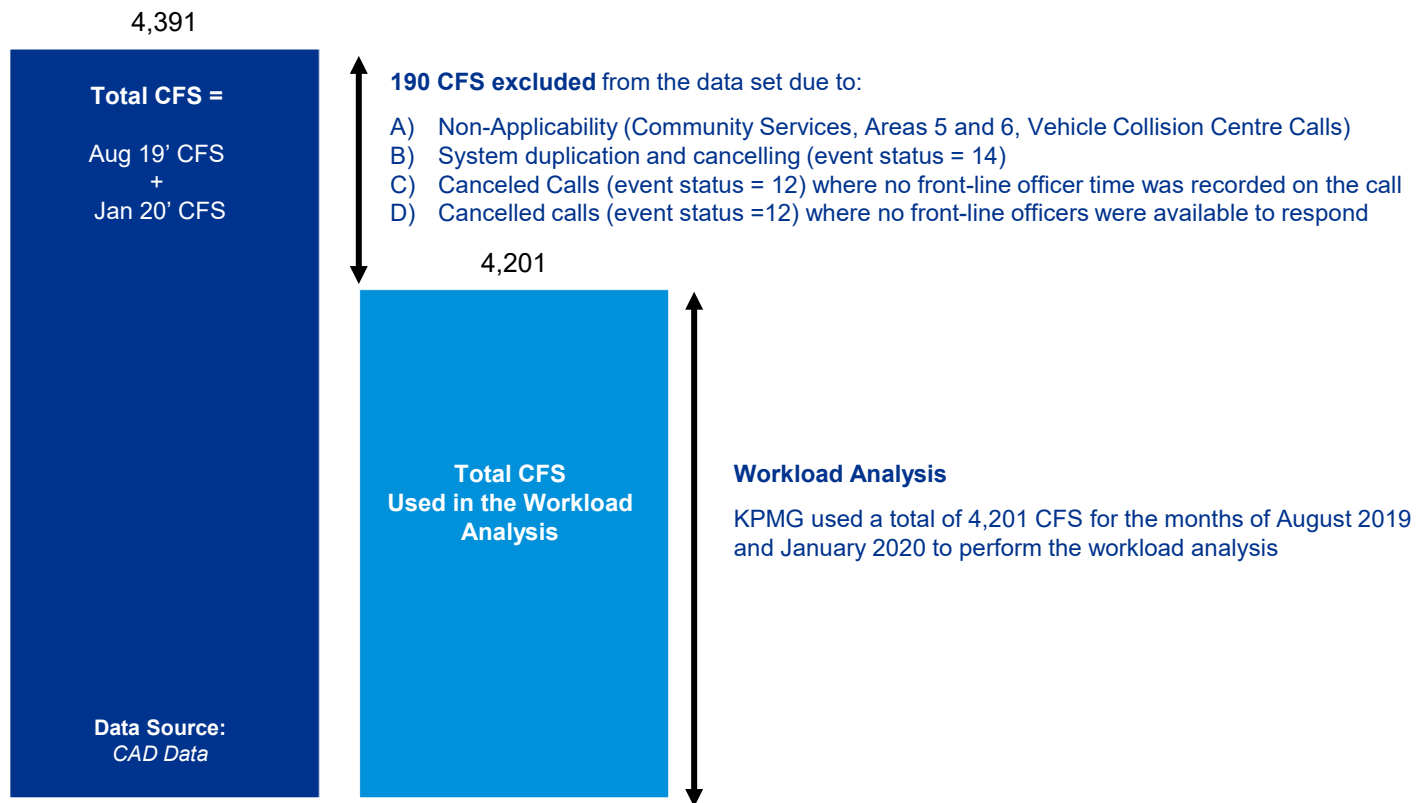 4,391
Total CFS =
Aug 19' CFS
+
Jan 20' CFS
Data Source:
CAD Data
190 CFS excluded from the data set due to:
A) Non-Applicability (Community Services, Areas 5 and 6, Vehicle Collision Centre Calls)
B) System duplication and cancelling (event status = 14)
C) Canceled Calls (event status = 12) where no front-line officer time was recorded on the call
D) Cancelled calls (event status =12) where no front-line officers were available to respond
4,201
Total CFS
Used in the Workload
Analysis
Workload Analysis
KPMG used a total of 4,201 CFS for the months of August 2019
and January 2020 to perform the workload analysis